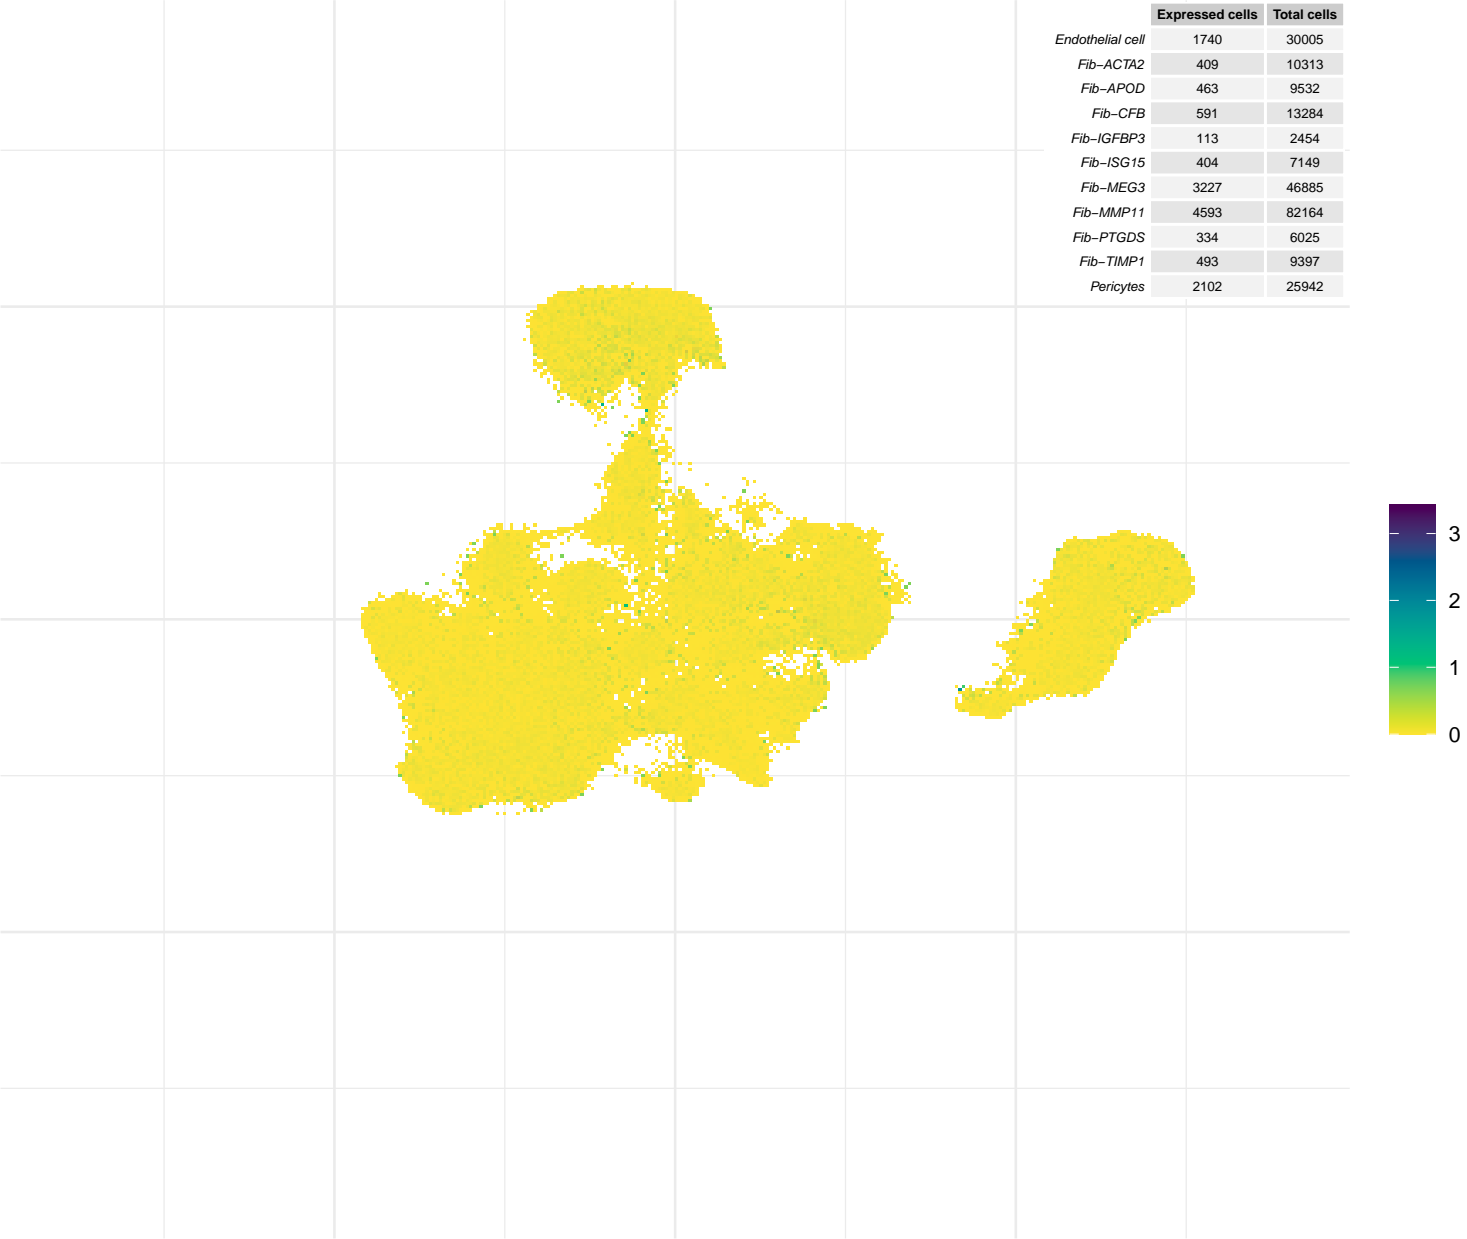 Expressed cells Total cells
Endothelial cell 1740 30005
Fib−ACTA2 409 10313
Fib−APOD 463 9532
Fib−CFB 591 13284
Fib−IGFBP3 113 2454
Fib−ISG15 404 7149
Fib−MEG3 3227 46885
Fib−MMP11 4593 82164
Fib−PTGDS 334 6025
Fib−TIMP1 493 9397
Pericytes 2102 25942
3
2
1
0